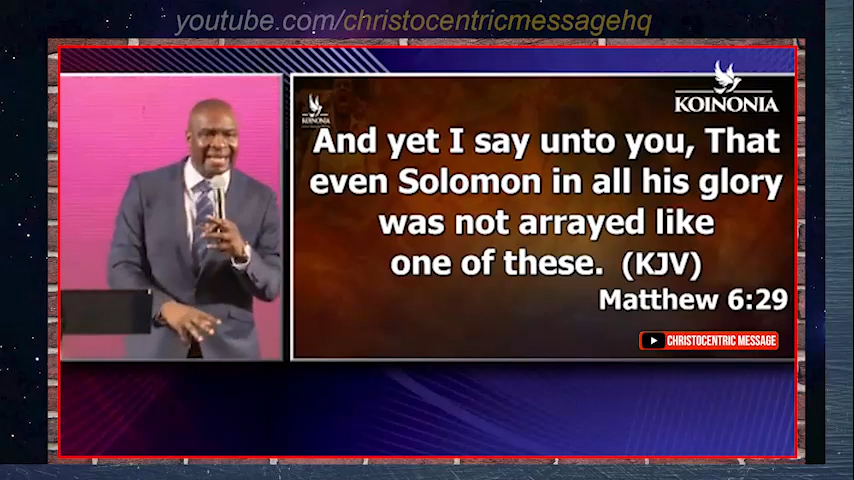 youtube.com/christocentricmessagehq
KOINONIA
KOINONIA
And yet I say unto you, That
even Solomon in all his glory
was not arrayed like
one of these. (KJV)
Matthew 6:29
CHRISTOCENTRIC MESSAGE